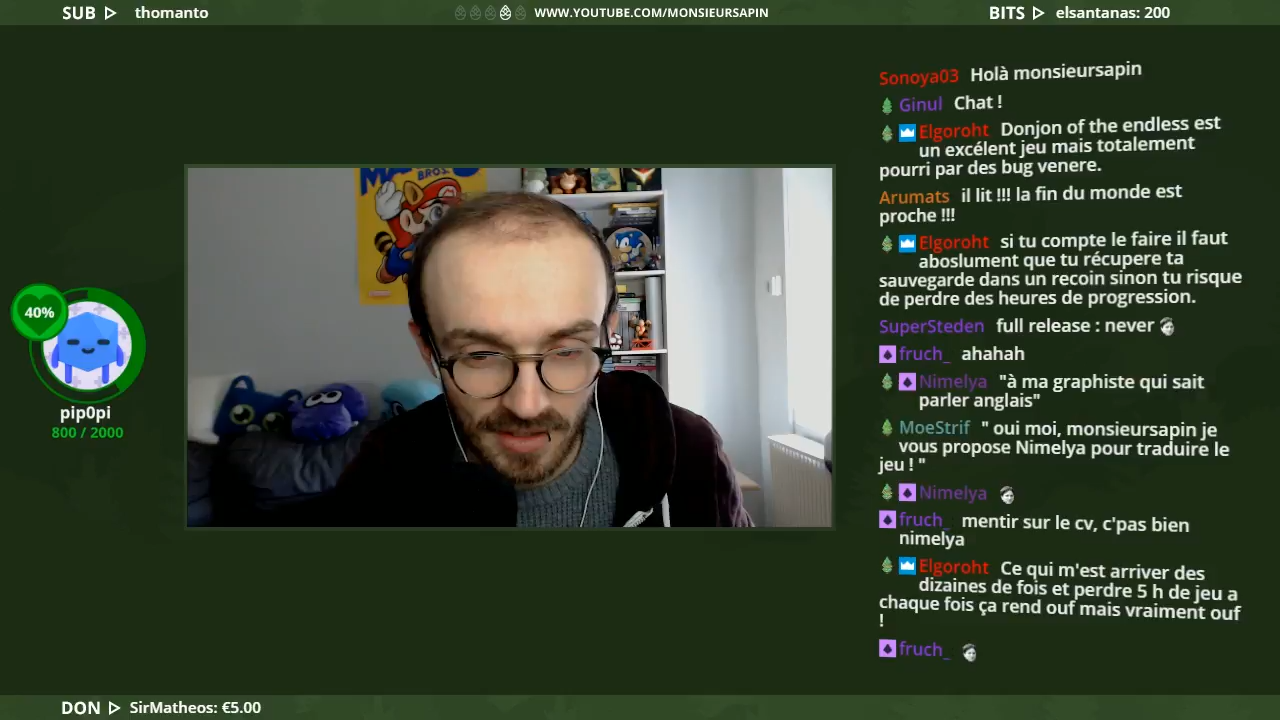 SUB thomanto
WWW.YOUTUBE.COM/MONSIEURSAPIN
BITS elsantanas: 200
Sonoya03 Holà monsieursapin
Ginul Chat !
Elgoroht Donjon of the endless est
un excélent jeu mais totalement
pourri par des bug venere.
Arumats il lit !!! la fin du monde est
proche !!!
Elgoroht si tu compte le faire il faut
aboslument que tu récupere ta
sauvegarde dans un recoin sinon tu risque
de perdre des heures de progression.
SuperSteden full release : never
fruch_ ahahah
Nimelya "à ma graphiste qui sait
parler anglais"
MoeStrif " oui moi, monsieursapin je
vous propose Nimelya pour traduire le
jeu ! "
Nimelya
fruch_ mentir sur le cv, c'pas bien
nimelya
Elgoroht Ce qui m'est arriver des
dizaines de fois et perdre 5 h de jeu a
chaque fois ça rend ouf mais vraiment ouf
!
fruch_
40%
pip0pi
800 / 2000
BROS.
DON SirMatheos: €5.00